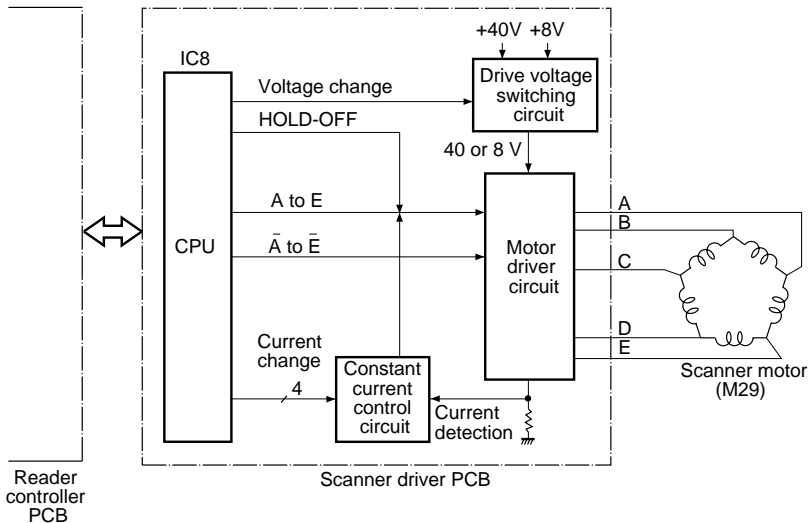 +40V +8V
IC8
Drive voltage
switching
circuit
Voltage change
HOLD-OFF
40 or 8 V
A to E
A̅ to E̅
CPU
Motor
driver
circuit
A
B
C
D
E
Current
change
4
Constant
current
control
circuit
Current
detection
Scanner motor
(M29)
Reader
controller
PCB
Scanner driver PCB